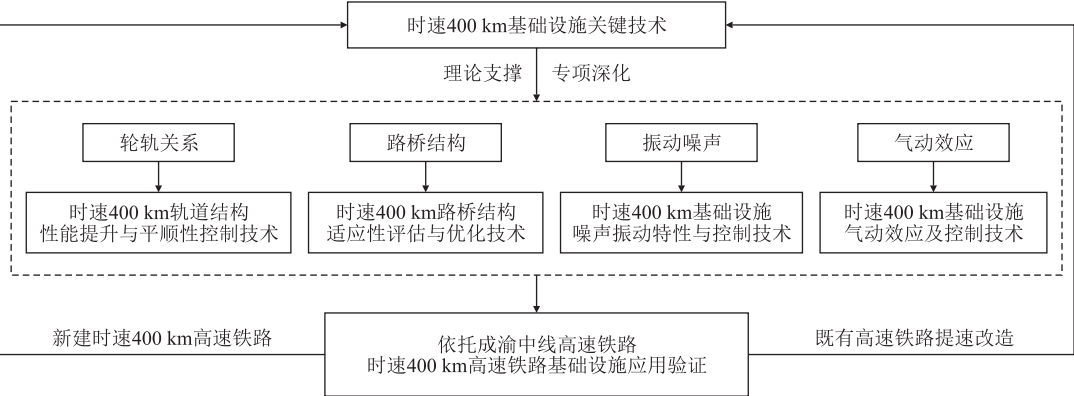 时速400 km基础设施关键技术
理论支撑 专项深化
轮轨关系
路桥结构
振动噪声
气动效应
时速400 km轨道结构
性能提升与平顺性控制技术
时速400 km路桥结构
适应性评估与优化技术
时速400 km基础设施
噪声振动特性与控制技术
时速400 km基础设施
气动效应及控制技术
新建时速400 km高速铁路
依托成渝中线高速铁路
时速400 km高速铁路基础设施应用验证
既有高速铁路提速改造